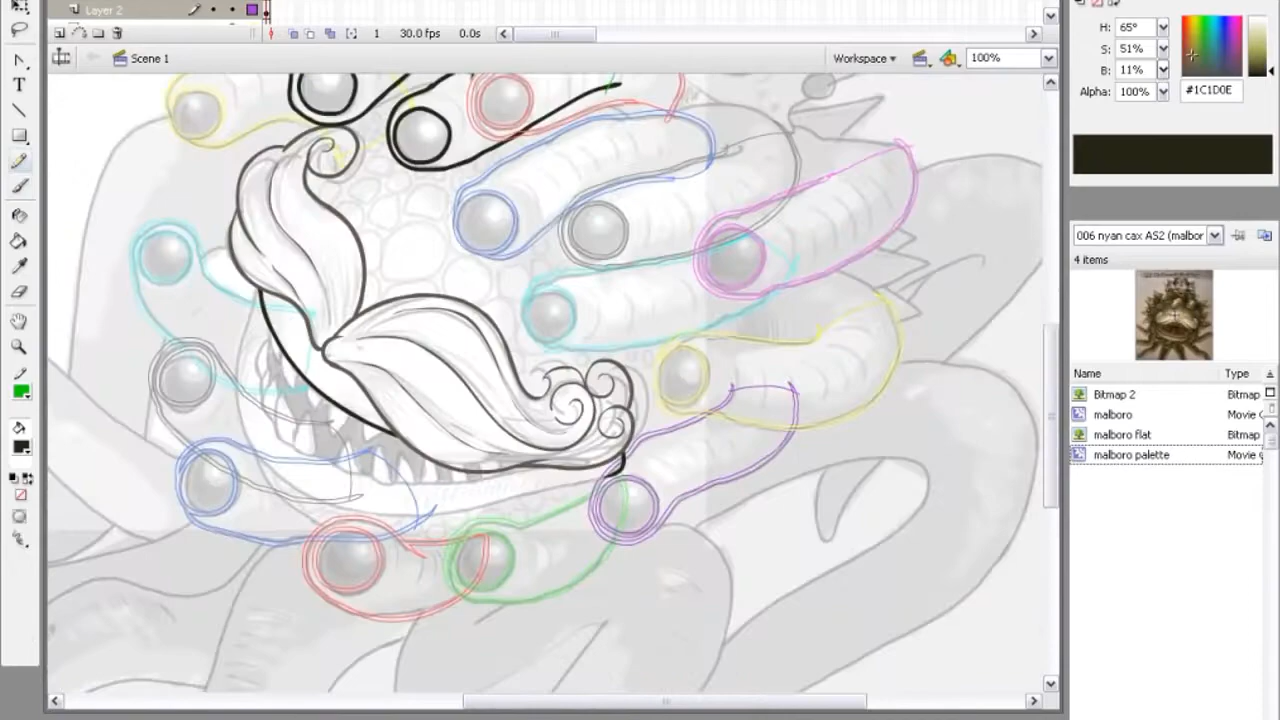 Layer 2
1 30.0 fps 0.0s
Scene 1
Workspace
100%
H: 65°
S: 51%
B: 11%
Alpha: 100% #1C1D0E
006 nyan cax AS2 (malbor
4 items
Name Type
Bitmap 2 Bitmap
malboro Movie
malboro flat Bitmap
malboro palette Movie